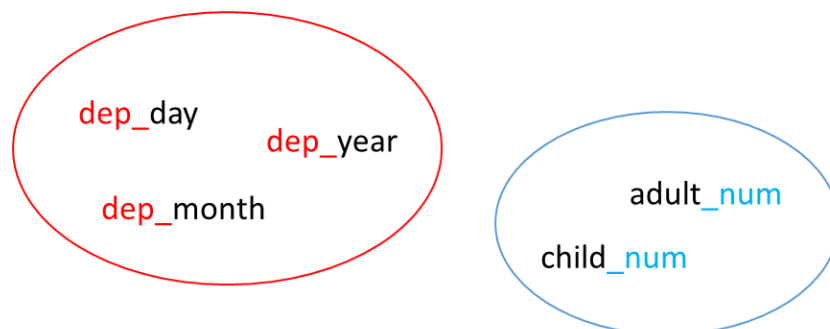 dep_day
dep_year
dep_month
adult_num
child_num